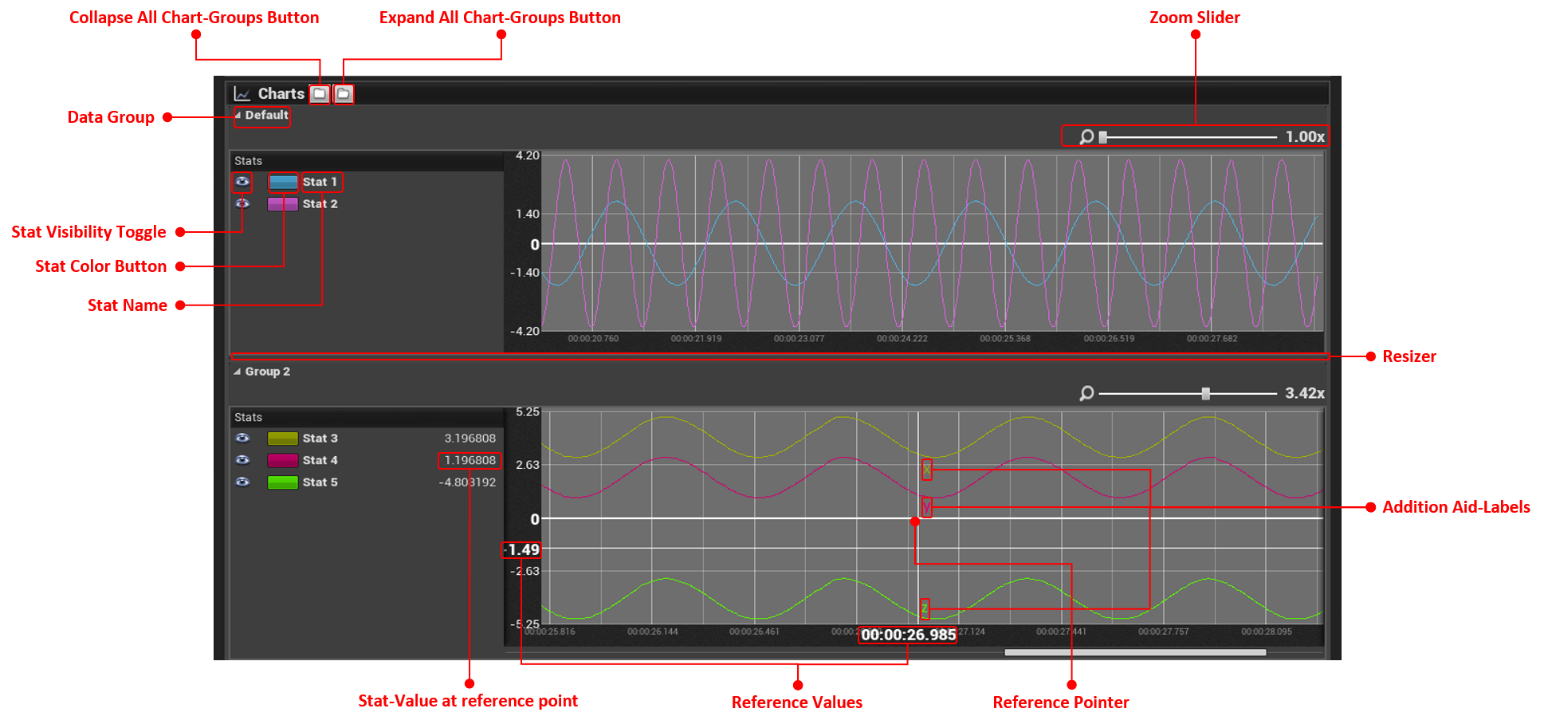 Collapse All Chart-Groups Button
Expand All Chart-Groups Button
Zoom Slider
Charts
Data Group
Default
1.00x
Stats
4.20
Stat 1
Stat 2
1.40
Stat Visibility Toggle
0
Stat Color Button
-1.40
Stat Name
-4.20
00:00:20.760
00:00:21.919
00:00:23.077
00:00:24.222
00:00:25.368
00:00:26.519
00:00:27.682
Resizer
Group 2
3.42x
Stats
5.25
Stat 3
3.196808
Stat 4
1.196808
2.63
x
Stat 5
-4.803192
y
Addition Aid-Labels
0
-1.49
-2.63
z
-5.25
00:00:25.816
00:00:26.144
00:00:26.461
00:00:26.985
00:00:27.441
00:00:27.757
00:00:28.095
Stat-Value at reference point
Reference Values
Reference Pointer